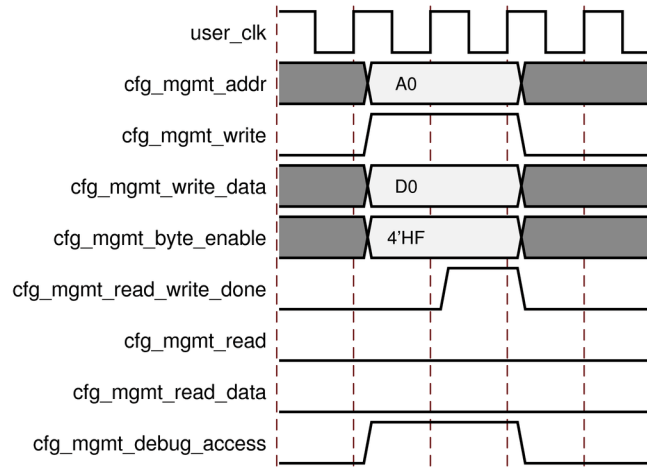 user_clk
cfg_mgmt_addr
A0
cfg_mgmt_write
cfg_mgmt_write_data
D0
cfg_mgmt_byte_enable
4'HF
cfg_mgmt_read_write_done
cfg_mgmt_read
cfg_mgmt_read_data
cfg_mgmt_debug_access